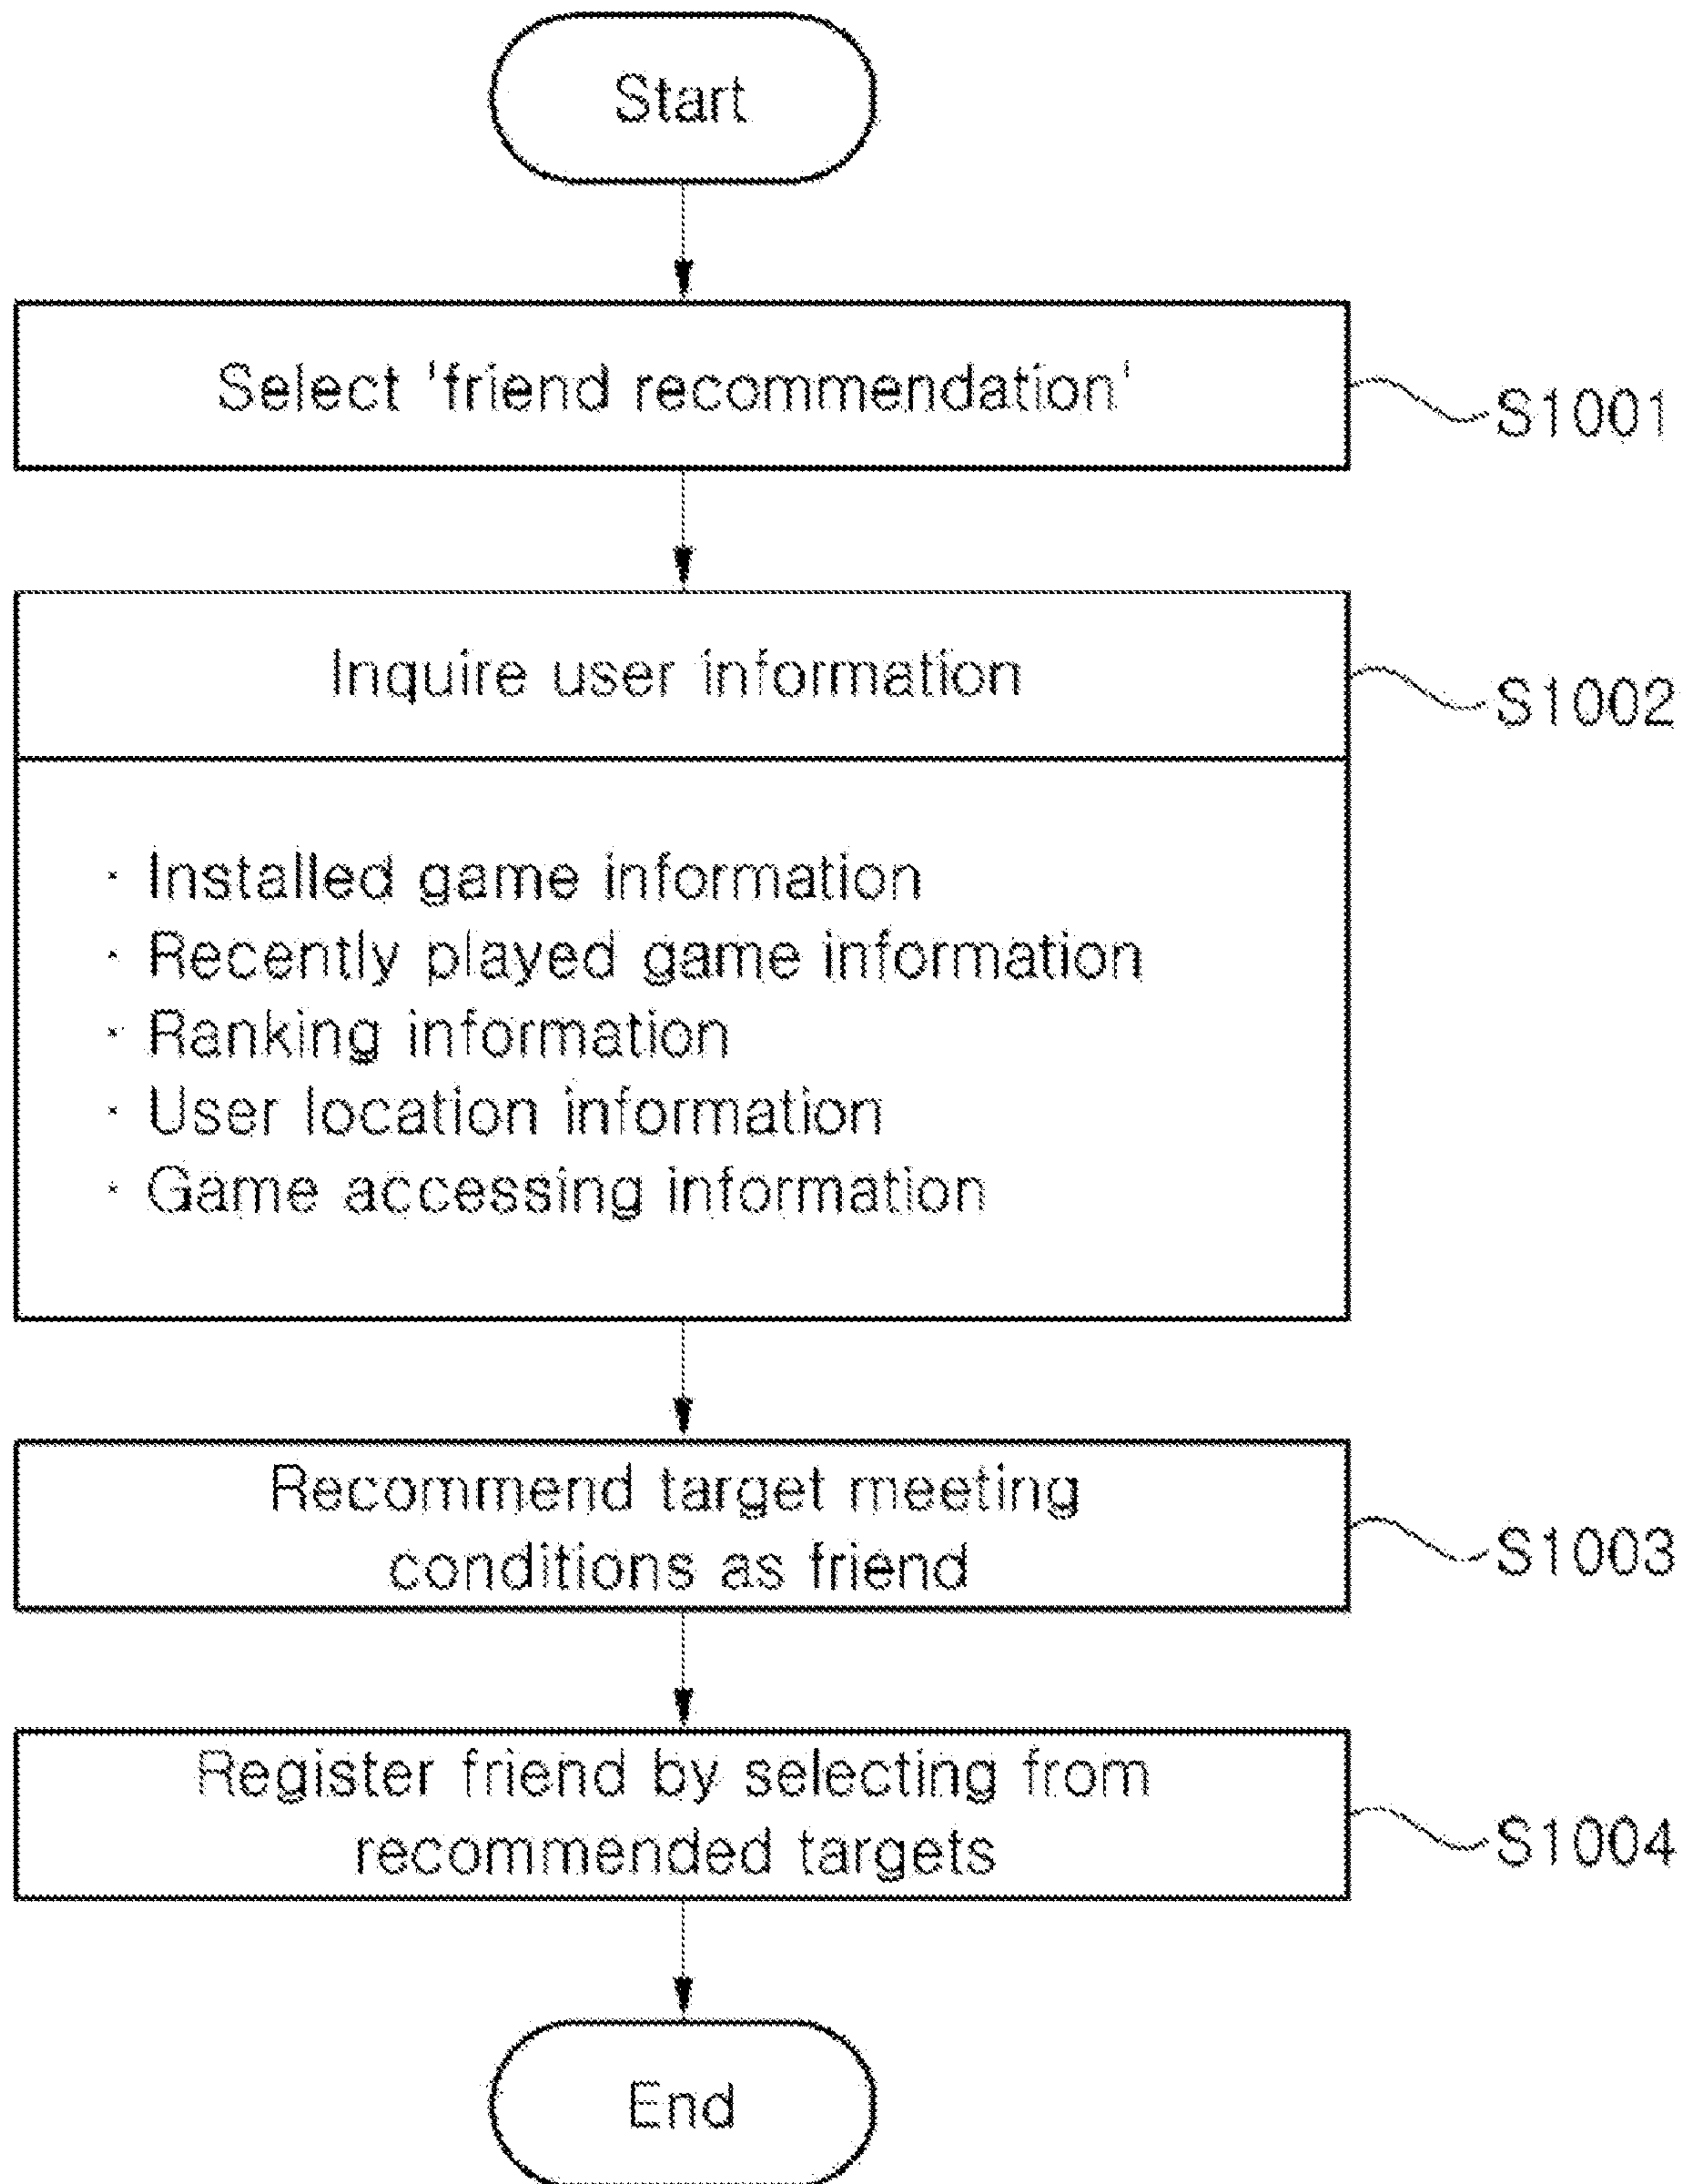 Start
Select 'friend recommendation'
S1001
Inquire user information
S1002
· Installed game information
· Recently played game information
· Ranking information
· User location information
· Game accessing information
Recommend target meeting
conditions as friend
S1003
Register friend by selecting from
recommended targets
S1004
End